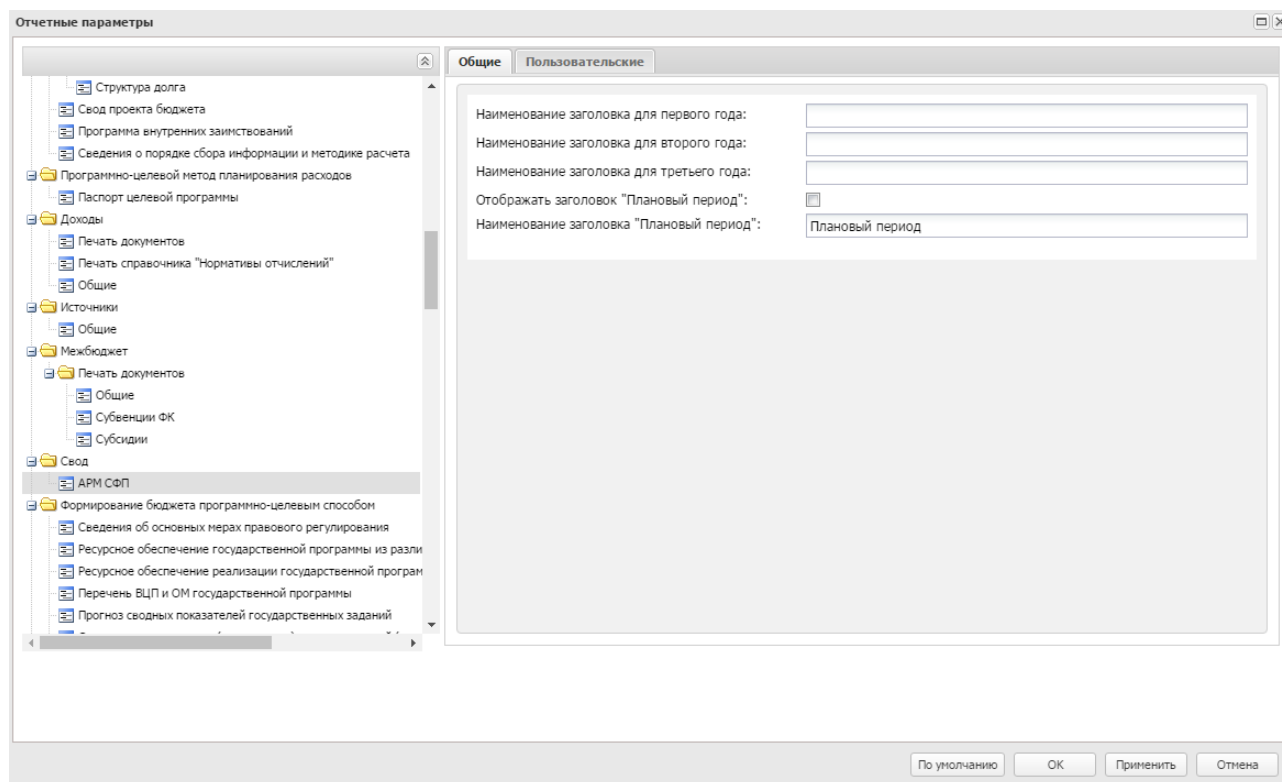 Отчетные параметры
Структура долга
Свод проекта бюджета
Программа внутренних заимствований
Сведения о порядке сбора информации и методике расчета
Программно-целевой метод планирования расходов
Паспорт целевой программы
Доходы
Печать документов
Печать справочника "Нормативы отчислений"
Общие
Источники
Общие
Межбюджет
Печать документов
Общие
Субвенции ФК
Субсидии
Свод
АРМ СФП
Формирование бюджета программно-целевым способом
Сведения об основных мерах правового регулирования
Ресурсное обеспечение государственной программы из разли
Ресурсное обеспечение реализации государственной програм
Перечень ВЦП и ОМ государственной программы
Прогноз сводных показателей государственных заданий
Общие Пользовательские
Наименование заголовка для первого года:
Наименование заголовка для второго года:
Наименование заголовка для третьего года:
Отображать заголовок "Плановый период":
Наименование заголовка "Плановый период": Плановый период
По умолчанию ОК Применить Отмена